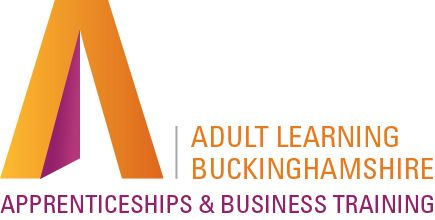 ADULT LEARNING
BUCKINGHAMSHIRE
APPRENTICESHIPS & BUSINESS TRAINING